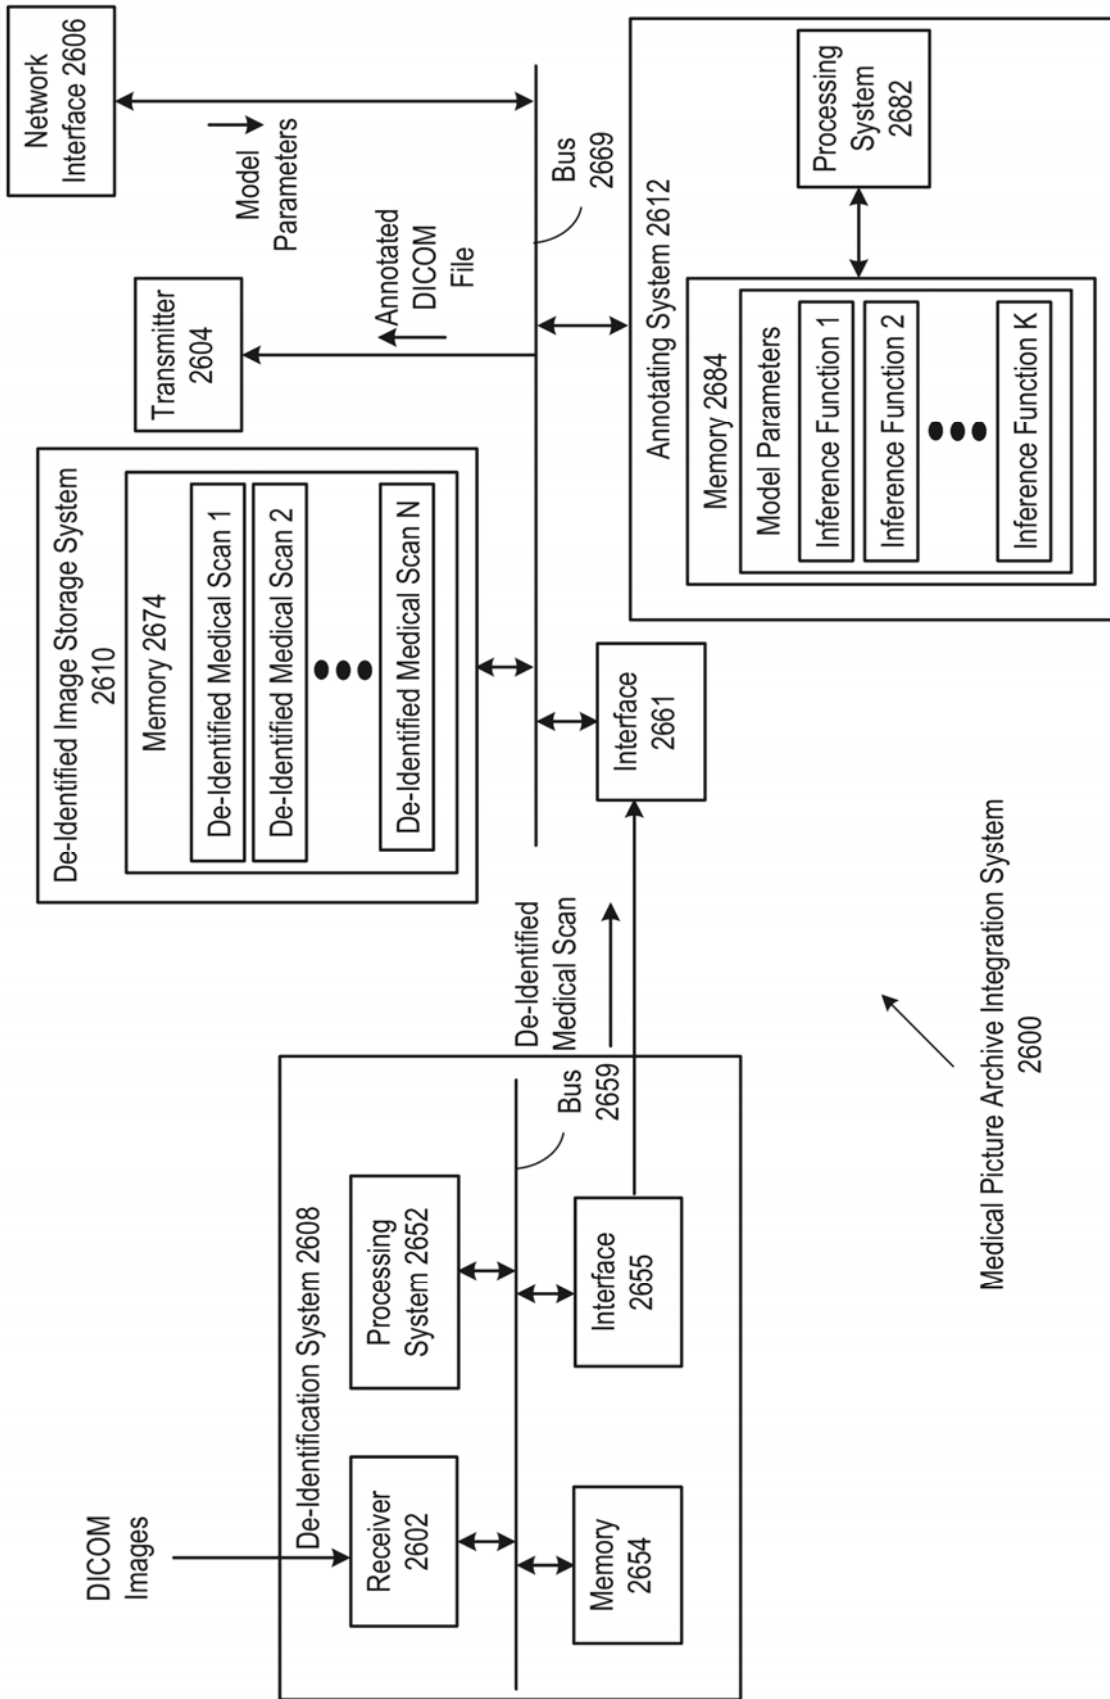 DICOM
Images
De-Identification System 2608
Receiver
2602
Processing
System 2652
Bus
2659
Memory
2654
Interface
2655
De-Identified
Medical Scan
De-Identified Image Storage System
2610
Memory 2674
De-Identified Medical Scan 1
De-Identified Medical Scan 2
De-Identified Medical Scan N
Transmitter
2604
Annotated
DICOM
File
Network
Interface 2606
Model
Parameters
Bus
2669
Interface
2661
Annotating System 2612
Memory 2684
Model Parameters
Inference Function 1
Inference Function 2
Inference Function K
Processing
System
2682
Medical Picture Archive Integration System
2600